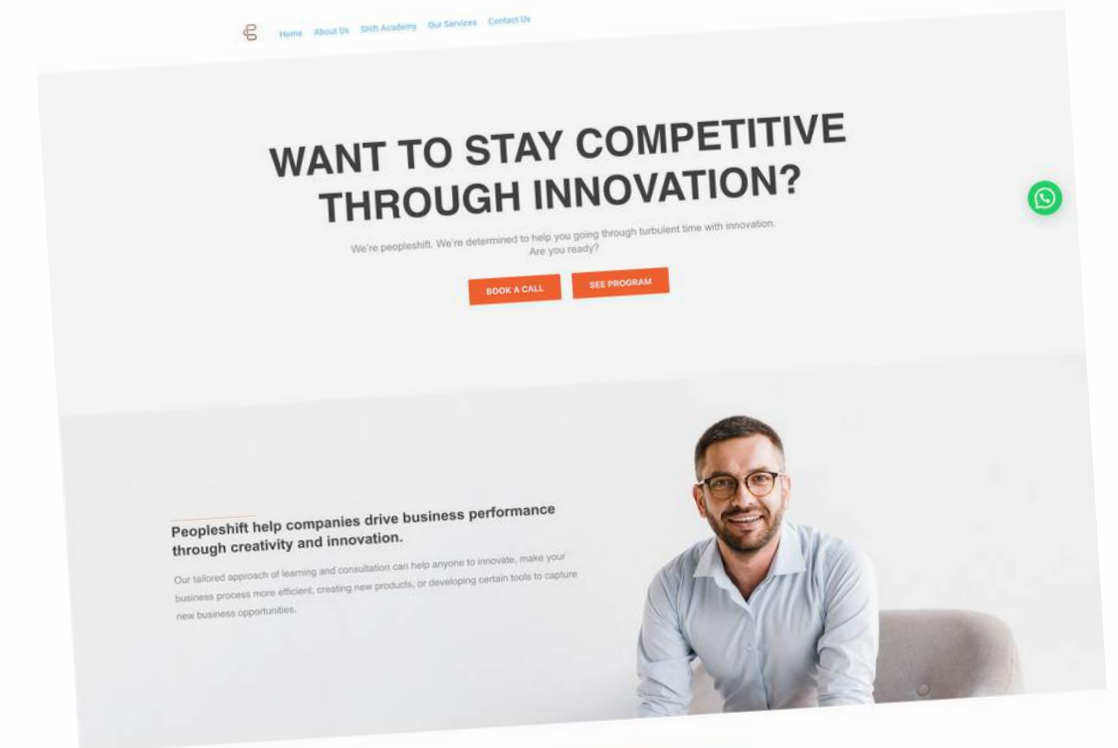 Home About Us Shift Academy Our Services Contact Us
WANT TO STAY COMPETITIVE
THROUGH INNOVATION?
We're peopleshift. We're determined to help you going through turbulent time with innovation.
Are you ready?
BOOK A CALL SEE PROGRAM
Peopleshift help companies drive business performance
through creativity and innovation.
Our tailored approach of learning and consultation can help anyone to innovate, make your
business process more efficient, creating new products, or developing certain tools to capture
new business opportunities.